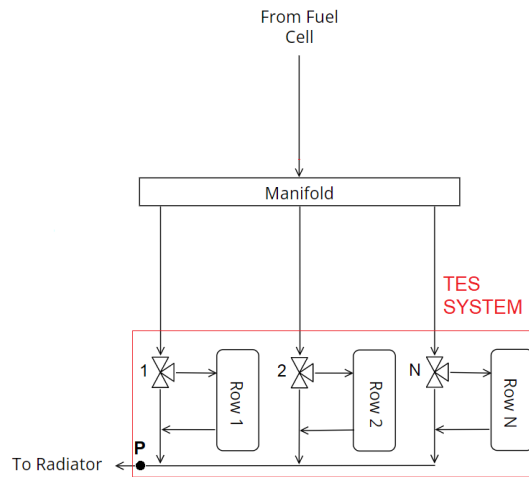 From Fuel
Cell
Manifold
TES
SYSTEM
1
Row 1
2
Row 2
N
Row N
P
To Radiator